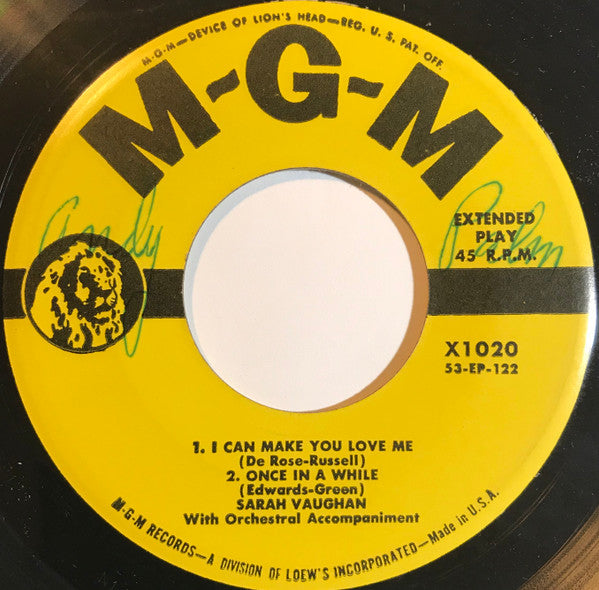 M-G-M—DEVICE OF LION'S HEAD—REG. U. S. PAT. OFF.
M-G-M
Andy Palm
EXTENDED
PLAY
45 R.P.M.
X1020
53-EP-122
1. I CAN MAKE YOU LOVE ME
(De Rose-Russell)
2. ONCE IN A WHILE
(Edwards-Green)
SARAH VAUGHAN
With Orchestral Accompaniment
M-G-M RECORDS—A DIVISION OF LOEW'S INCORPORATED—Made in U.S.A.